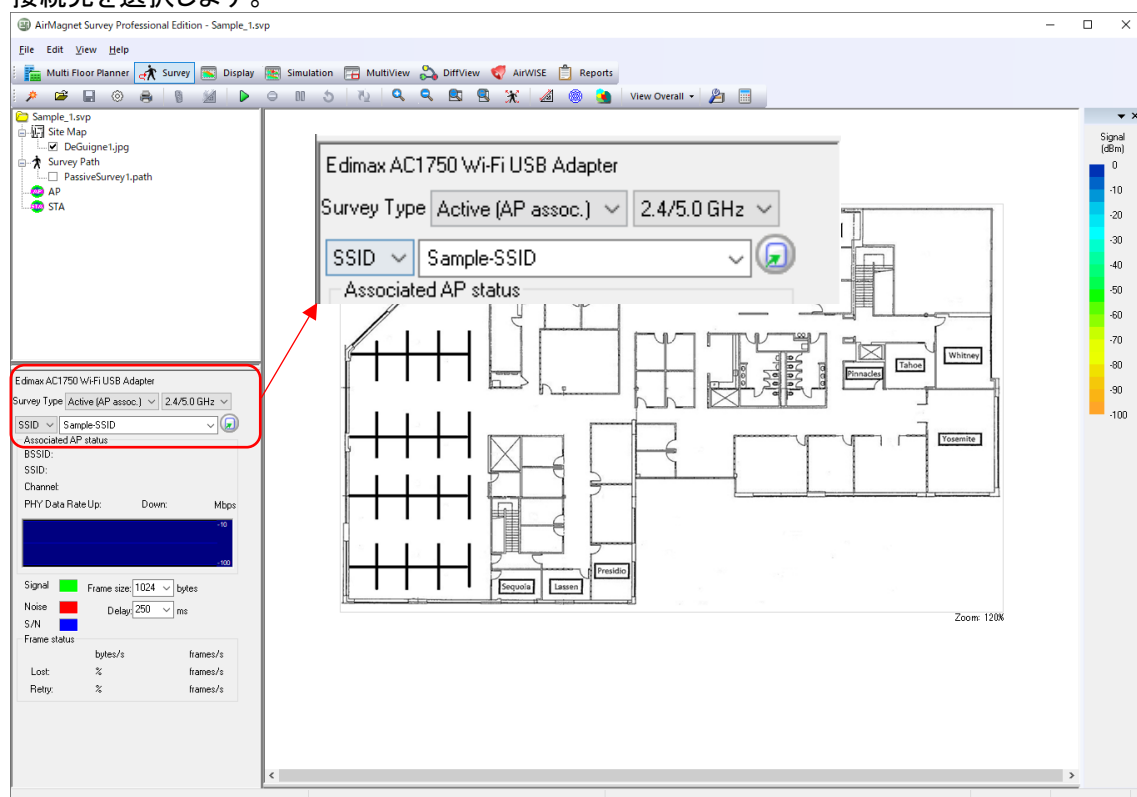 接続先を選択します。
AirMagnet Survey Professional Edition - Sample_1.svp
File Edit View Help
Multi Floor Planner Survey Display Simulation MultiView DiffView AirWISE Reports
View Overall
Sample_1.svp
Site Map
DeGuigne1.jpg
Survey Path
PassiveSurvey1.path
AP AP
STA STA
Edimax AC1750 Wi-Fi USB Adapter
Survey Type Active (AP assoc.) 2.4/5.0 GHz
SSID Sample-SSID
Associated AP status
Edimax AC1750 Wi-Fi USB Adapter
Survey Type Active (AP assoc.) 2.4/5.0 GHz
SSID Sample-SSID
Associated AP status
BSSID:
SSID:
Channel:
PHY Data Rate Up: Down: Mbps
-10
-100
Signal Frame size: 1024 bytes
Noise Delay: 250 ms
S/N
Frame status
bytes/s frames/s
Lost: % frames/s
Retry: % frames/s
Whitney
Tahoe
Pinnacles
Yosemite
Presidio
Sequoia
Lassen
Zoom: 120%
Signal
(dBm)
0
-10
-20
-30
-40
-50
-60
-70
-80
-90
-100